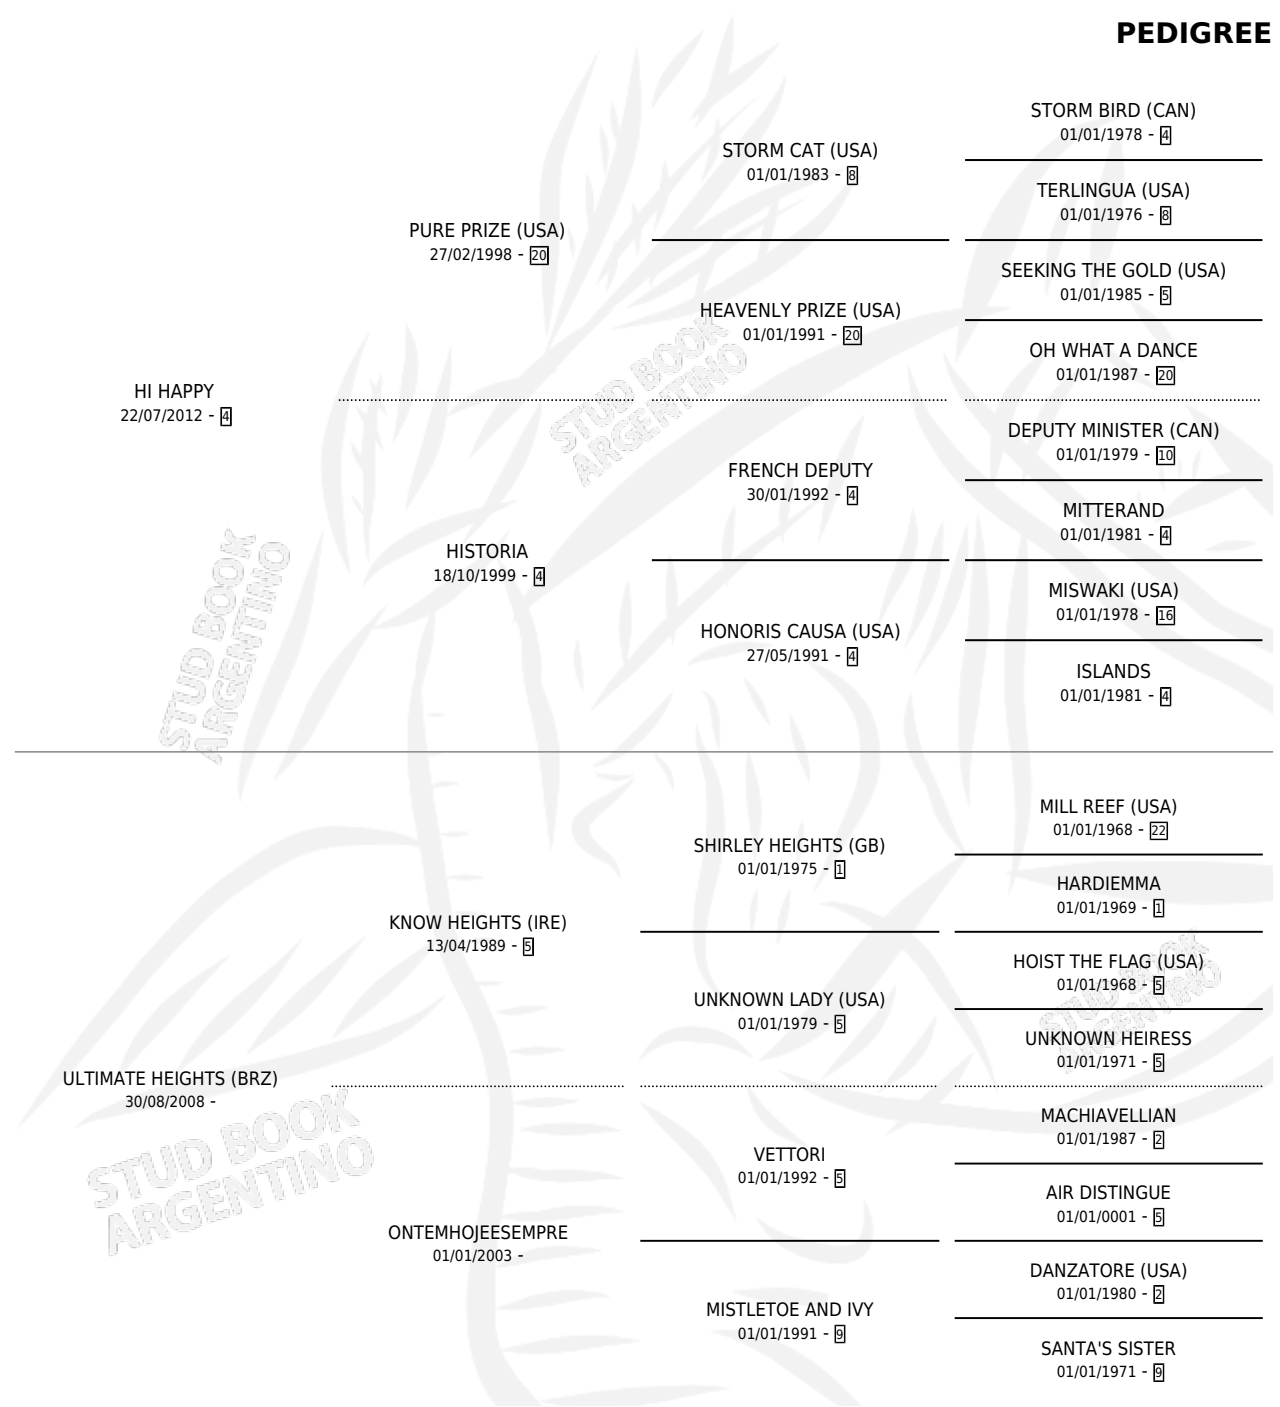 PEDIGREE
STORM BIRD (CAN)
01/01/1978 - 4
STORM CAT (USA)
01/01/1983 - 8
TERLINGUA (USA)
01/01/1976 - 8
PURE PRIZE (USA)
27/02/1998 - 20
SEEKING THE GOLD (USA)
01/01/1985 - 5
HEAVENLY PRIZE (USA)
01/01/1991 - 20
OH WHAT A DANCE
01/01/1987 - 20
HI HAPPY
22/07/2012 - 4
STUD BOOK
ARGENTINO
DEPUTY MINISTER (CAN)
01/01/1979 - 10
FRENCH DEPUTY
30/01/1992 - 4
MITTERAND
01/01/1981 - 4
HISTORIA
18/10/1999 - 4
MISWAKI (USA)
01/01/1978 - 16
HONORIS CAUSA (USA)
27/05/1991 - 4
ISLANDS
01/01/1981 - 4
STUD BOOK
ARGENTINO
MILL REEF (USA)
01/01/1968 - 22
SHIRLEY HEIGHTS (GB)
01/01/1975 - 1
HARDIEMMA
01/01/1969 - 1
KNOW HEIGHTS (IRE)
13/04/1989 - 5
HOIST THE FLAG (USA)
01/01/1968 - 5
UNKNOWN LADY (USA)
01/01/1979 - 5
STUD BOOK
ARGENTINO
UNKNOWN HEIRESS
01/01/1971 - 5
ULTIMATE HEIGHTS (BRZ)
30/08/2008 -
STUD BOOK
ARGENTINO
MACHIAVELLIAN
01/01/1987 - 2
VETTORI
01/01/1992 - 5
AIR DISTINGUE
01/01/0001 - 5
ONTEMHOJEESEMPRE
01/01/2003 -
DANZATORE (USA)
01/01/1980 - 2
MISTLETOE AND IVY
01/01/1991 - 9
SANTA'S SISTER
01/01/1971 - 9